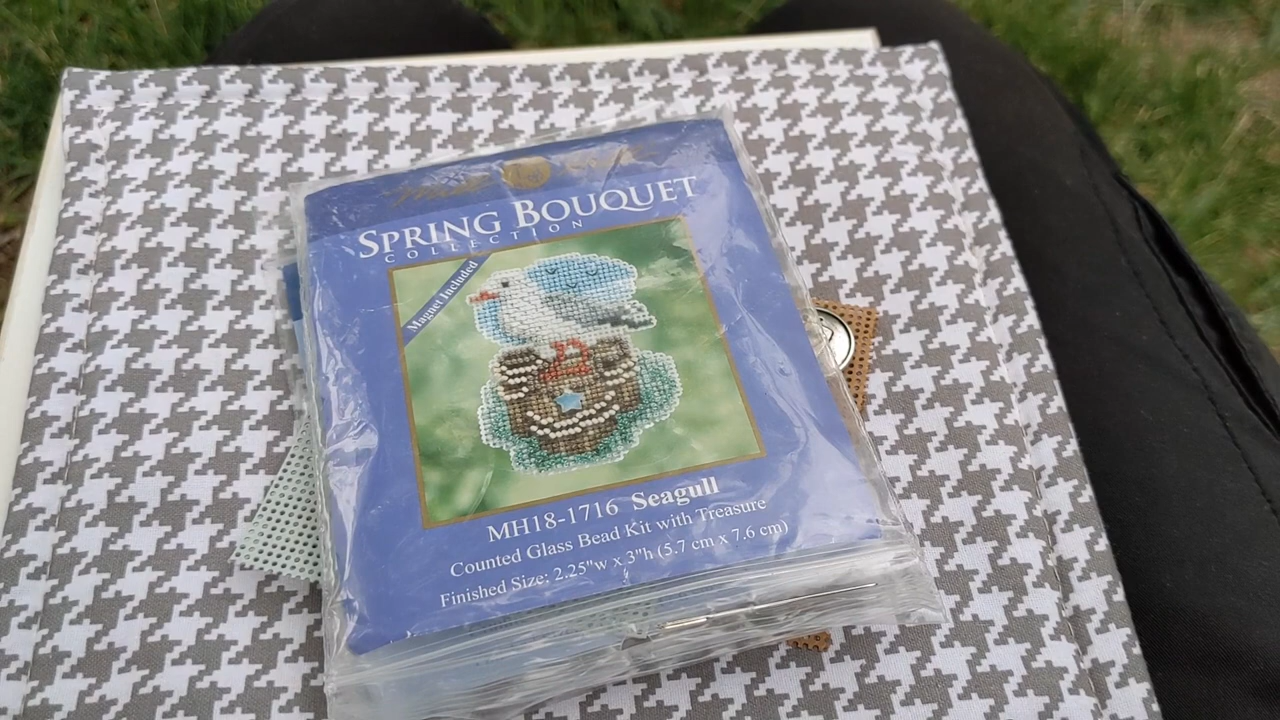 SPRING BOUQUET
COLLECTION
Magnet Included
MH18-1716 Seagull
Counted Glass Bead Kit with Treasure
Finished Size: 2.25"w x 3"h (5.7 cm x 7.6 cm)